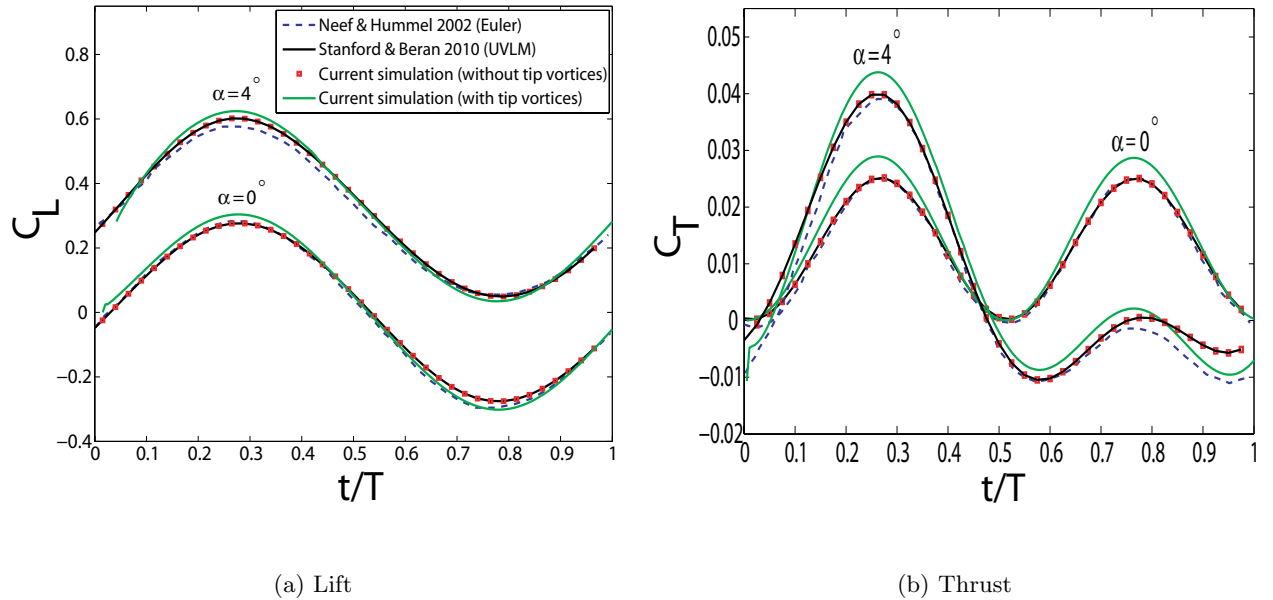 Neef & Hummel 2002 (Euler)
Stanford & Beran 2010 (UVLM)
Current simulation (without tip vortices)
Current simulation (with tip vortices)
α=4°
α=0°
0.8
0.6
0.4
0.2
0
−0.2
−0.4
C_L
0 0.1 0.2 0.3 0.4 0.5 0.6 0.7 0.8 0.9 1
t/T
(a) Lift
α=4°
α=0°
0.05
0.04
0.03
0.02
0.01
0
−0.01
−0.02
C_T
0 0.1 0.2 0.3 0.4 0.5 0.6 0.7 0.8 0.9 1
t/T
(b) Thrust